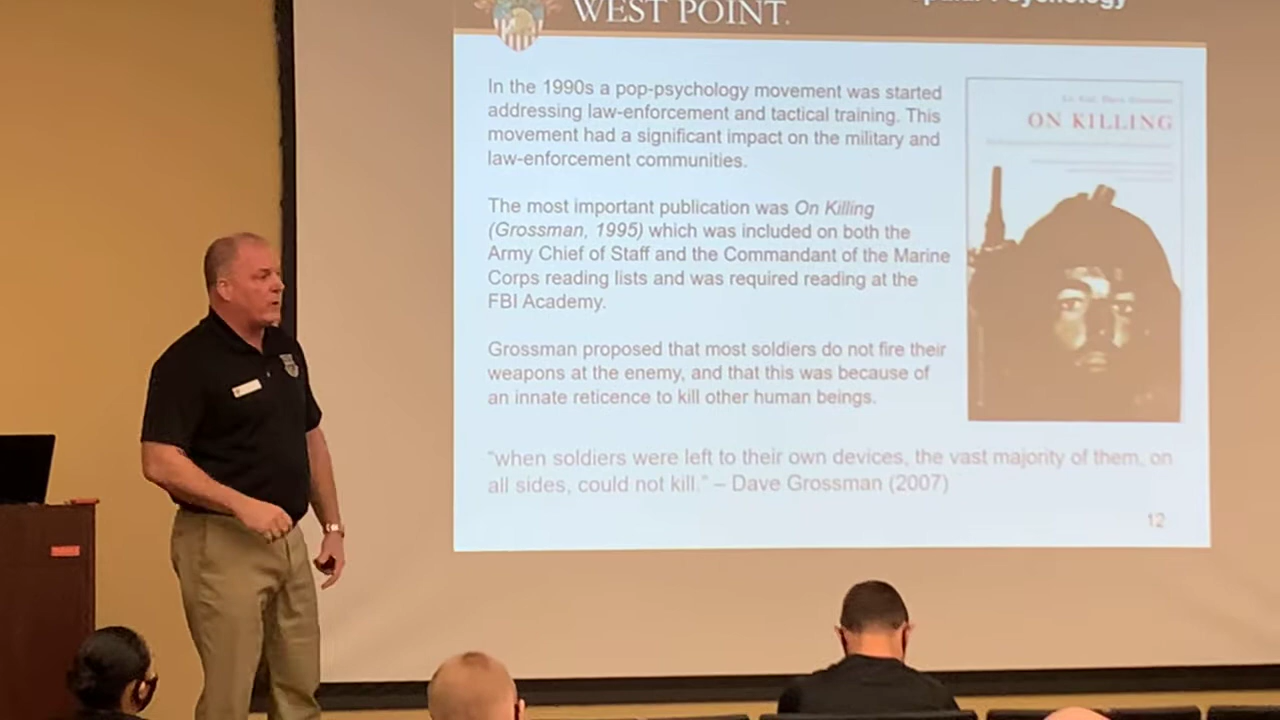 WEST POINT.
Psychology
In the 1990s a pop-psychology movement was started
addressing law-enforcement and tactical training. This
movement had a significant impact on the military and
law-enforcement communities.
The most important publication was On Killing
(Grossman, 1995) which was included on both the
Army Chief of Staff and the Commandant of the Marine
Corps reading lists and was required reading at the
FBI Academy.
Grossman proposed that most soldiers do not fire their
weapons at the enemy, and that this was because of
an innate reticence to kill other human beings.
"when soldiers were left to their own devices, the vast majority of them, on
all sides, could not kill." – Dave Grossman (2007)
12
Lt. Col. Dave Grossman
ON KILLING